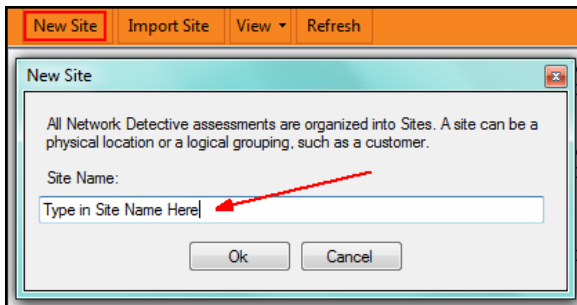 New Site Import Site View Refresh
New Site
All Network Detective assessments are organized into Sites. A site can be a
physical location or a logical grouping, such as a customer.
Site Name:
Type in Site Name Here
Ok Cancel